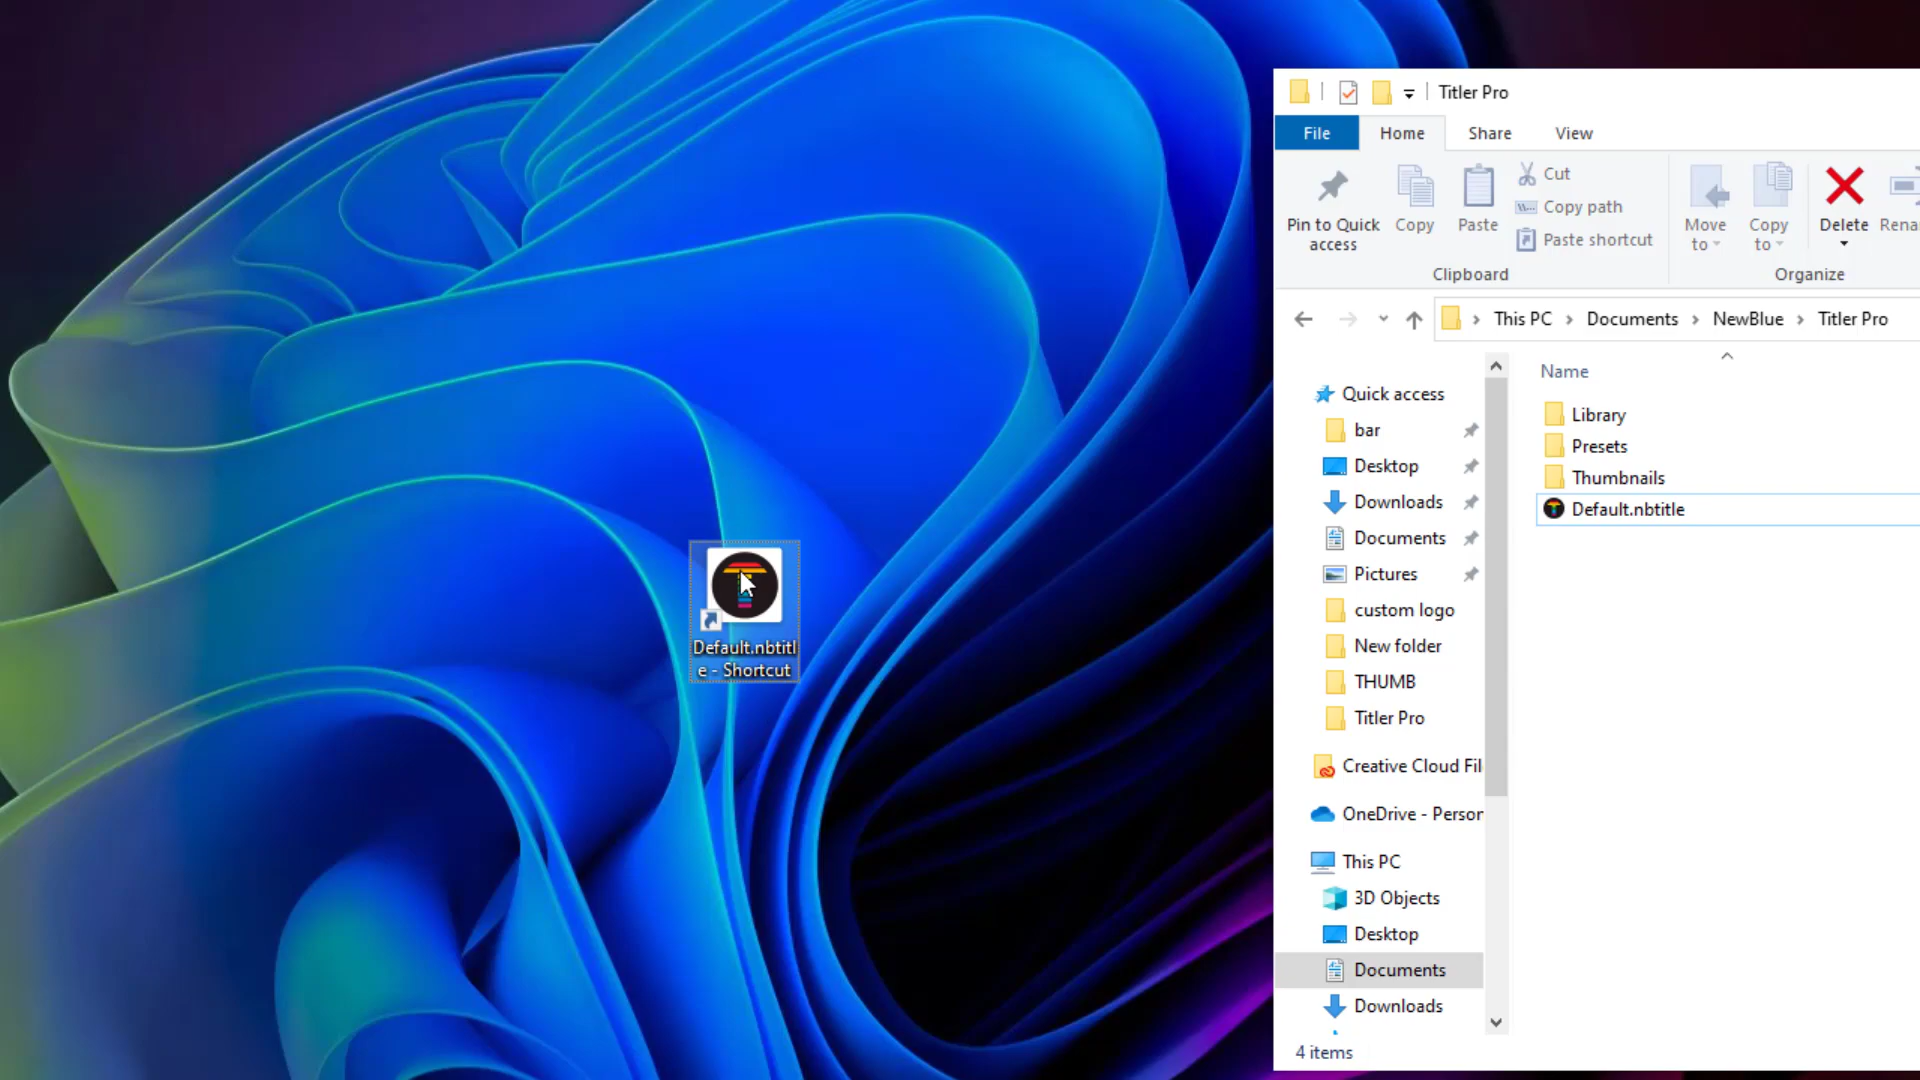 Titler Pro
File
Home
Share
View
Pin to Quick
access
Copy
Paste
Cut
Copy path
Paste shortcut
Move
to
Copy
to
Delete
Rena
Clipboard
Organize
This PC
Documents
NewBlue
Titler Pro
Quick access
bar
Desktop
Downloads
Documents
Pictures
custom logo
New folder
THUMB
Titler Pro
Creative Cloud Fil
OneDrive - Person
This PC
3D Objects
Desktop
Documents
Downloads
Name
Library
Presets
Thumbnails
Default.nbtitle
4 items
Default.nbtitl
e - Shortcut